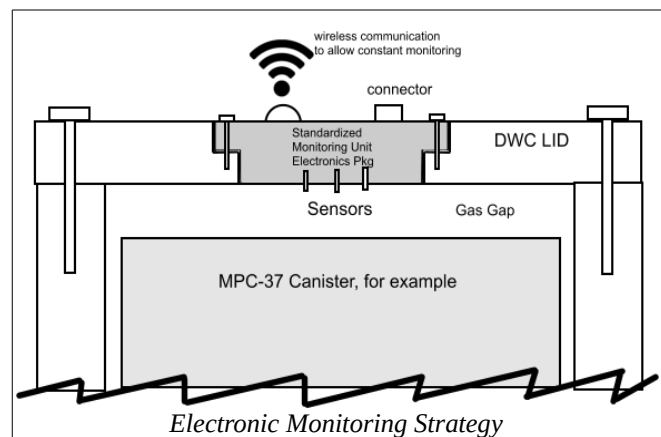 wireless communication
to allow constant monitoring
connector
Standardized
Monitoring Unit
Electronics Pkg
DWC LID
Sensors
Gas Gap
MPC-37 Canister, for example
Electronic Monitoring Strategy